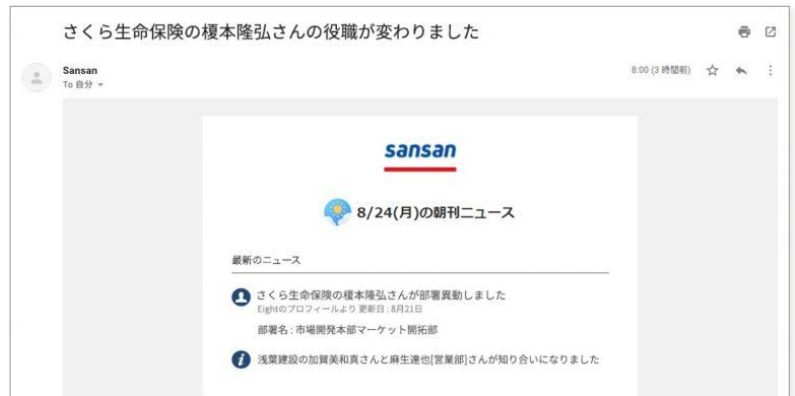 さくら生命保険の榎本隆弘さんの役職が変わりました
Sansan
8:00 (3 時間前)
To 自分
sansan
8/24(月)の朝刊ニュース
最新のニュース
さくら生命保険の榎本隆弘さんが部署異動しました
Eightのプロフィールより 更新日 : 8月21日
部署名 : 市場開発本部マーケット開拓部
浅葉建設の加賀美和真さんと麻生達也[営業部]さんが知り合いになりました